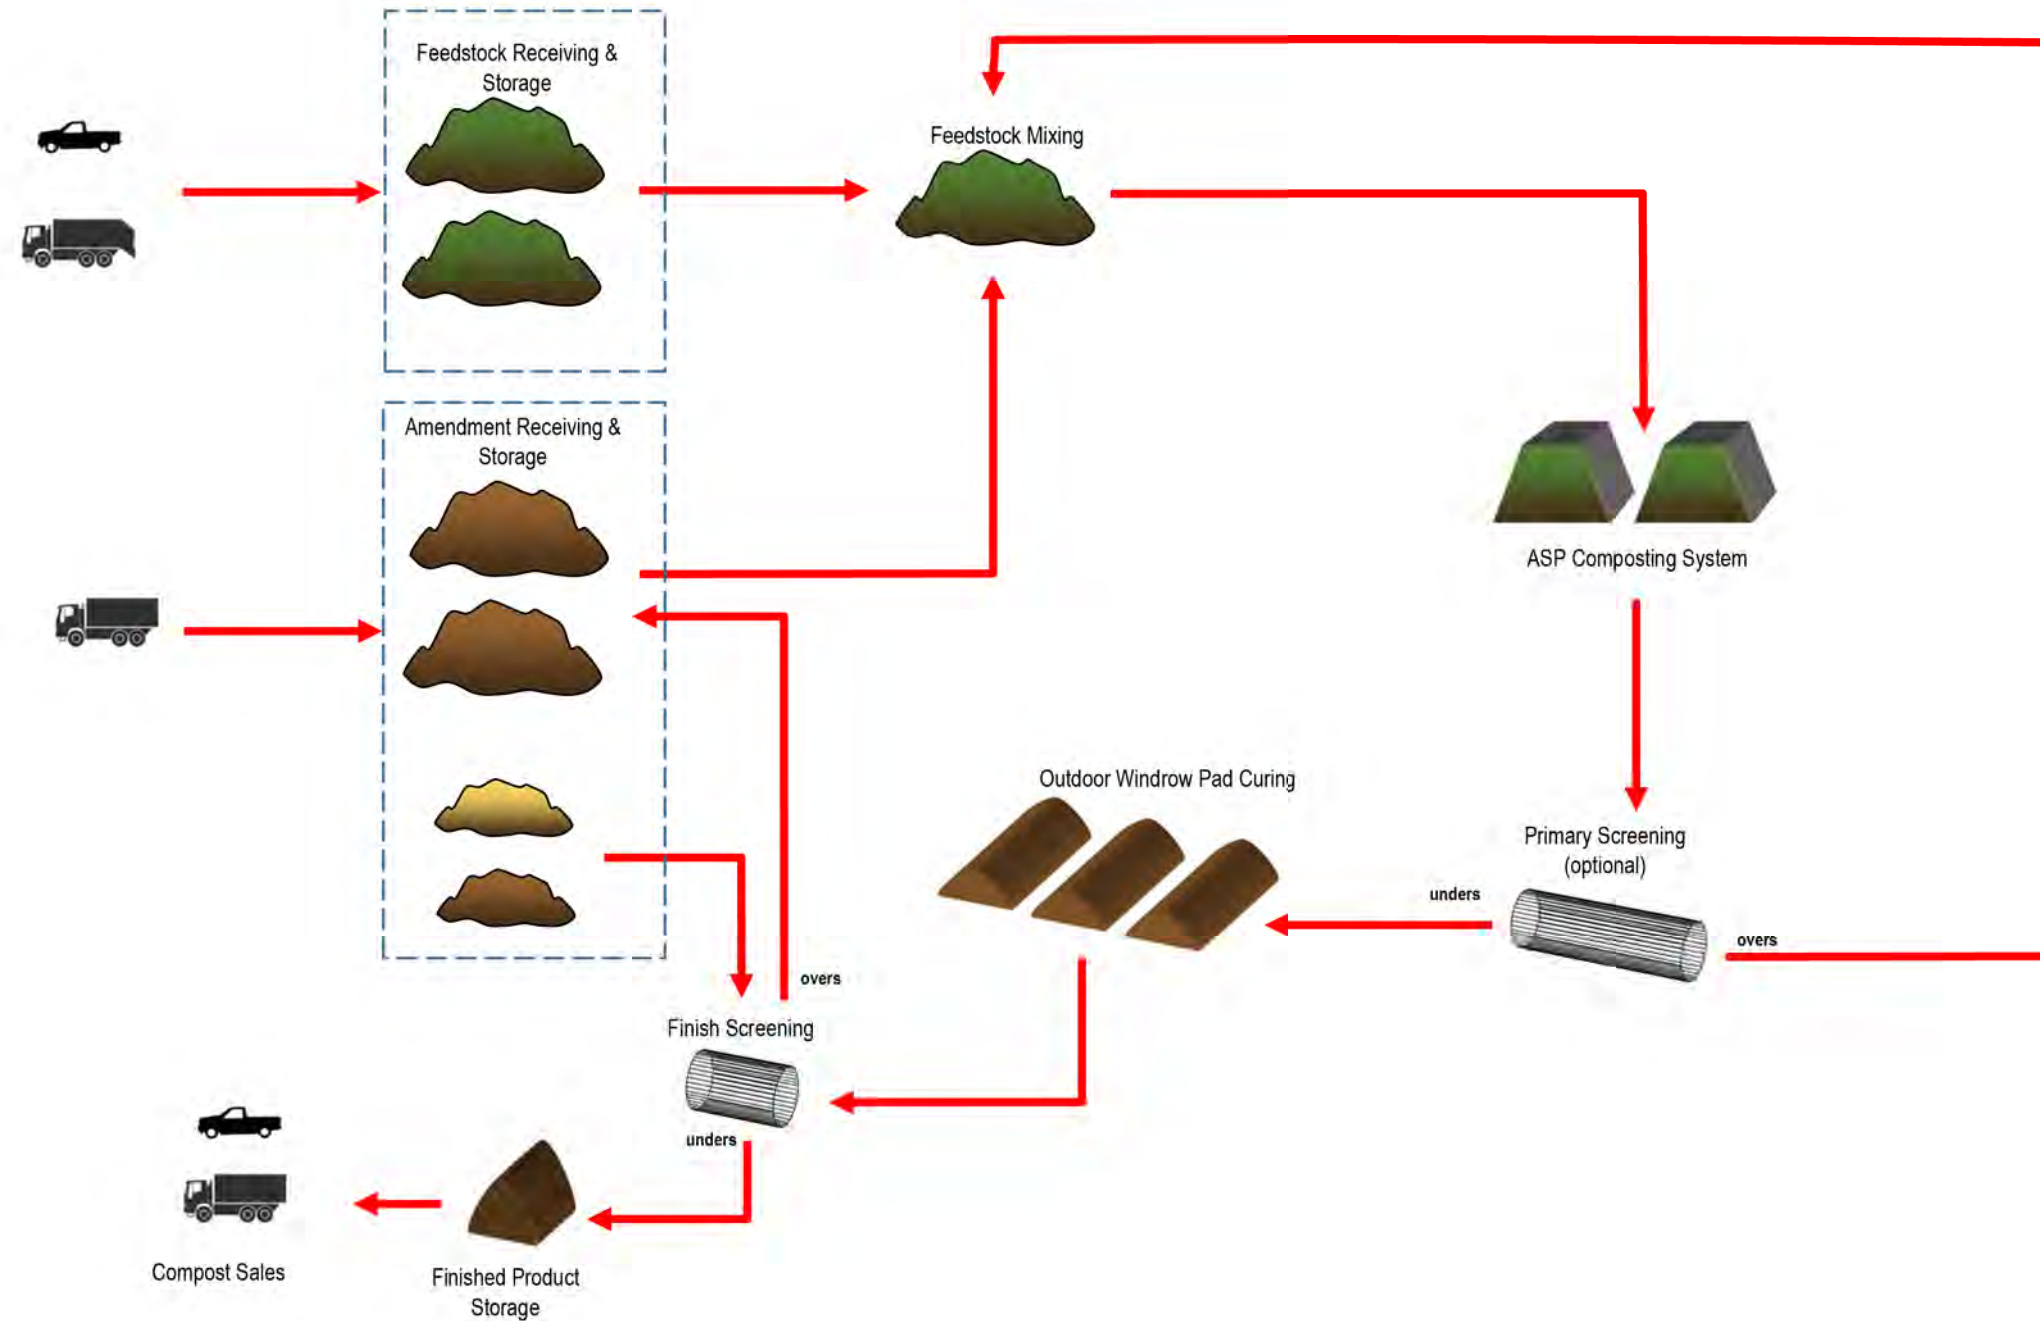 Feedstock Receiving &
Storage
Feedstock Mixing
Amendment Receiving &
Storage
ASP Composting System
Outdoor Windrow Pad Curing
Primary Screening
(optional)
unders
overs
overs
Finish Screening
unders
Compost Sales
Finished Product
Storage